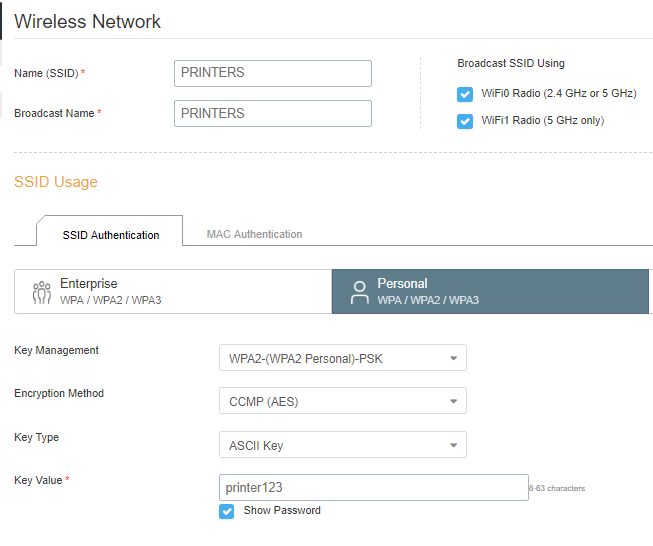 Wireless Network
Name (SSID) *
PRINTERS
Broadcast Name *
PRINTERS
Broadcast SSID Using
WiFi0 Radio (2.4 GHz or 5 GHz)
WiFi1 Radio (5 GHz only)
SSID Usage
SSID Authentication
MAC Authentication
Enterprise
WPA / WPA2 / WPA3
Personal
WPA / WPA2 / WPA3
Key Management
WPA2-(WPA2 Personal)-PSK
Encryption Method
CCMP (AES)
Key Type
ASCII Key
Key Value *
printer123
8-63 characters
Show Password